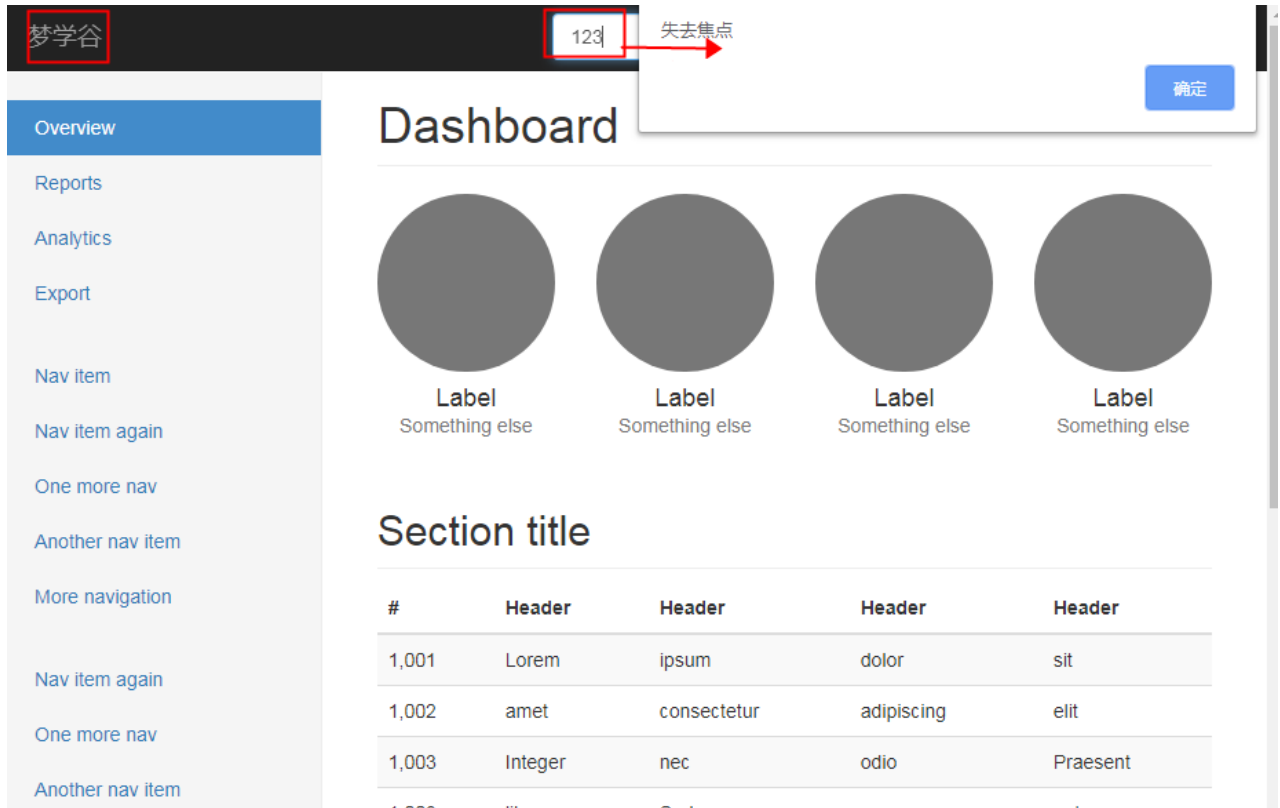 梦学谷
123
失去焦点
确定
Overview
Reports
Analytics
Export
Nav item
Nav item again
One more nav
Another nav item
More navigation
Nav item again
One more nav
Another nav item
Dashboard
Label Label Label Label
Something else Something else Something else Something else
Section title
# Header Header Header Header
1,001 Lorem ipsum dolor sit
1,002 amet consectetur adipiscing elit
1,003 Integer nec odio Praesent